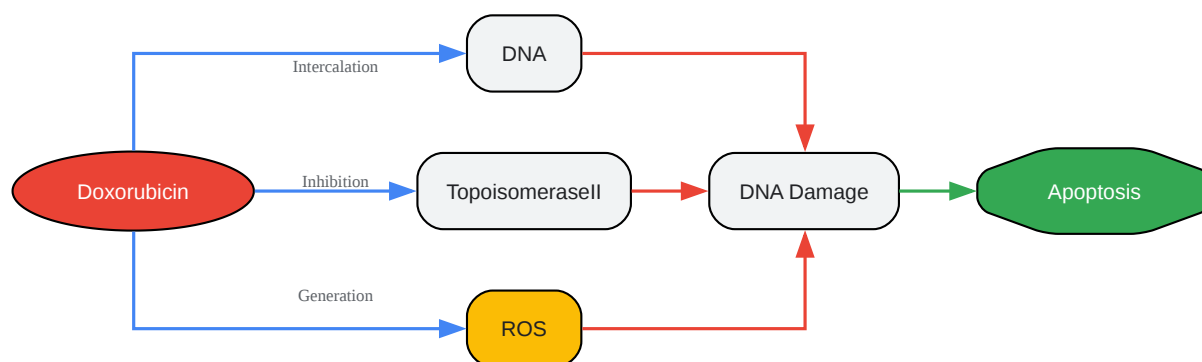 DNA
Intercalation
Doxorubicin
Inhibition
TopoisomeraseII
DNA Damage
Apoptosis
Generation
ROS